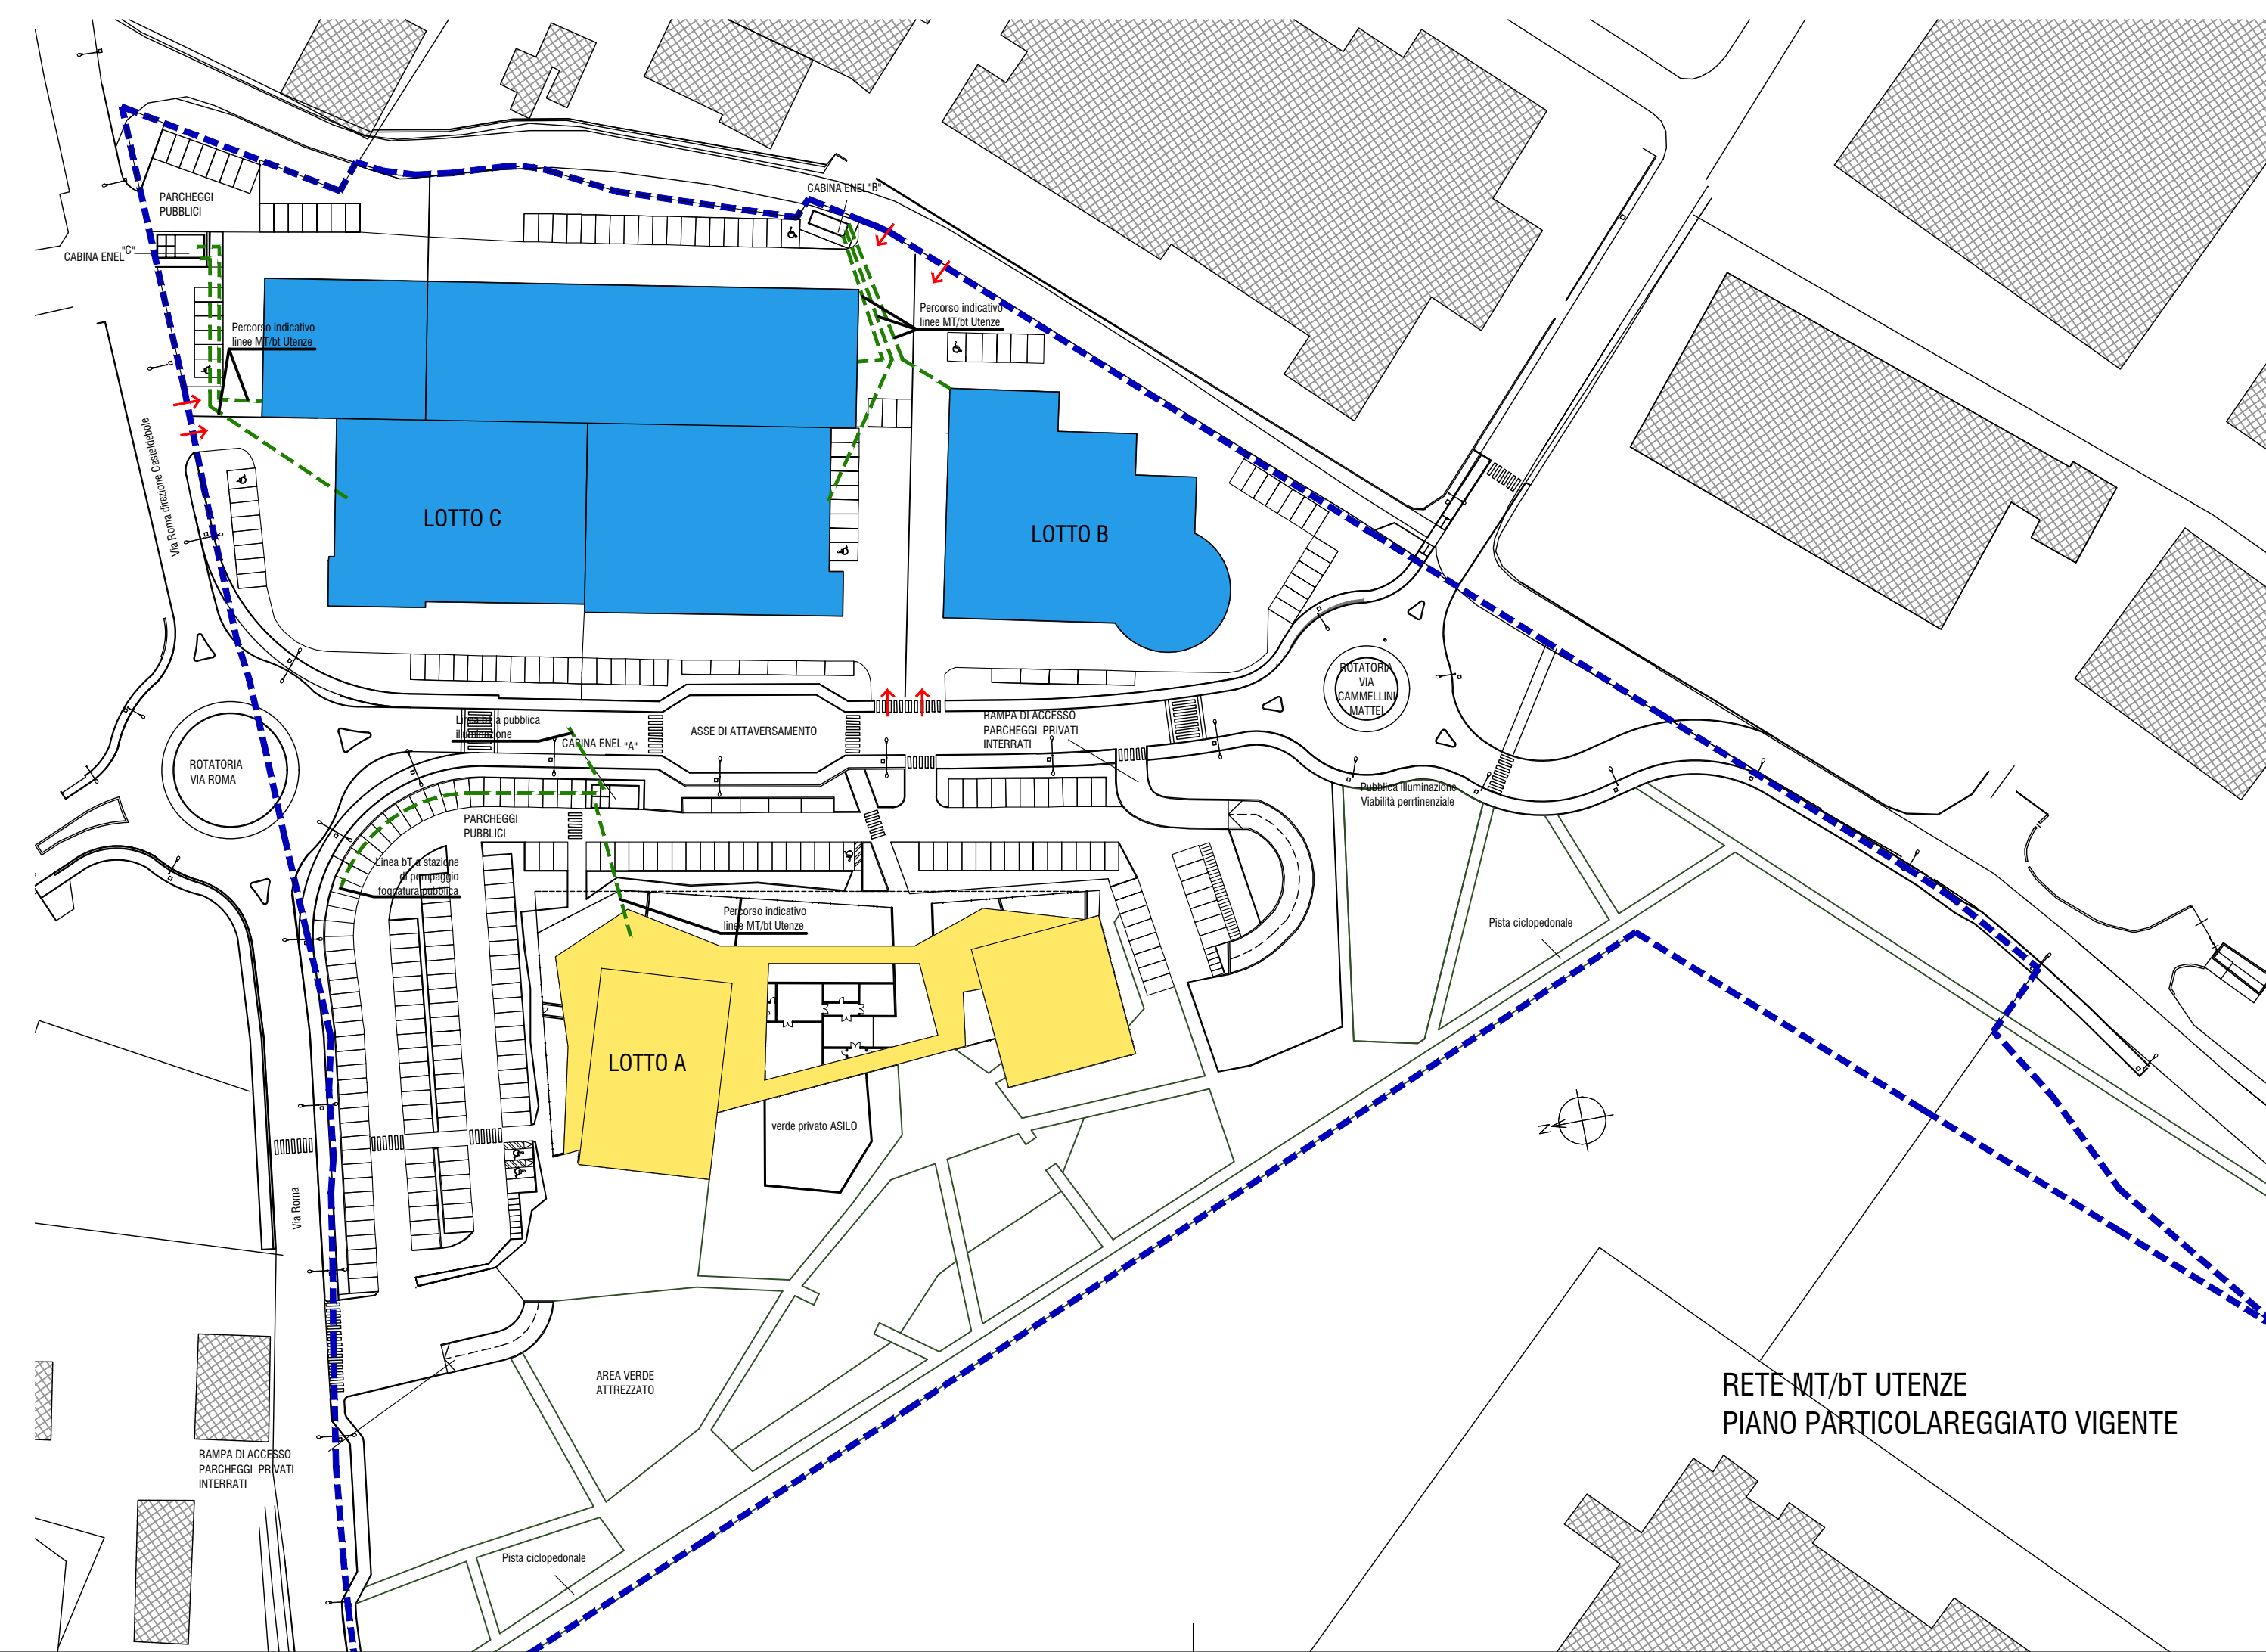 PARCHEGGI
PUBBLICI
CABINA ENEL "B"
CABINA ENEL "C"
Percorso indicativo
linee MT/bt Utenze
Percorso indicativo
linee MT/bt Utenze
Via Roma direzione Casteldebole
LOTTO C
LOTTO B
ROTATORIA
VIA
CAMMELLINI
MATTEI
Linea bT a pubblica
illuminazione
CABINA ENEL "A"
ASSE DI ATTAVERSAMENTO
RAMPA DI ACCESSO
PARCHEGGI PRIVATI
INTERRATI
ROTATORIA
VIA ROMA
Pubblica illuminazione
Viabilità perrtinenziale
PARCHEGGI
PUBBLICI
Linea bT a stazione
di pompaggio
fognatura pubblica
Percorso indicativo
linee MT/bt Utenze
Pista ciclopedonale
LOTTO A
verde privato ASILO
N
Via Roma
AREA VERDE
ATTREZZATO
RETE MT/bT UTENZE
PIANO PARTICOLAREGGIATO VIGENTE
RAMPA DI ACCESSO
PARCHEGGI PRIVATI
INTERRATI
Pista ciclopedonale